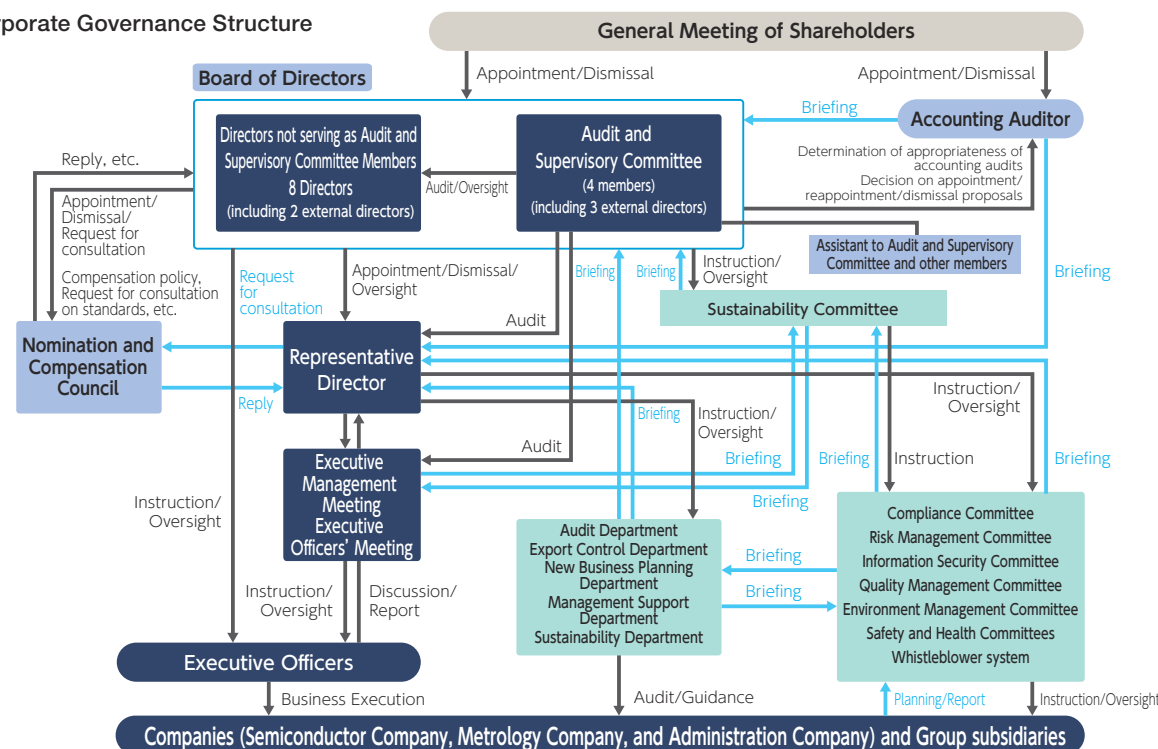 rporate Governance Structure
General Meeting of Shareholders
Appointment/Dismissal
Appointment/Dismissal
Board of Directors
Briefing
Accounting Auditor
Directors not serving as Audit and
Supervisory Committee Members
8 Directors
(including 2 external directors)
Audit/Oversight
Audit and
Supervisory Committee
(4 members)
(including 3 external directors)
Determination of appropriateness of
accounting audits
Decision on appointment/
reappointment/dismissal proposals
Reply, etc.
Appointment/
Dismissal/
Request for
consultation
Compensation policy,
Request for consultation
on standards, etc.
Request
for
consultation
Appointment/Dismissal/
Oversight
Briefing
Briefing
Instruction/
Oversight
Assistant to Audit and Supervisory
Committee and other members
Briefing
Sustainability Committee
Audit
Nomination and
Compensation
Council
Reply
Representative
Director
Briefing
Instruction/
Oversight
Instruction/
Oversight
Audit
Executive
Management
Meeting
Executive
Officers' Meeting
Briefing
Briefing
Instruction
Briefing
Briefing
Instruction/
Oversight
Audit Department
Export Control Department
New Business Planning
Department
Management Support
Department
Sustainability Department
Briefing
Briefing
Compliance Committee
Risk Management Committee
Information Security Committee
Quality Management Committee
Environment Management Committee
Safety and Health Committees
Whistleblower system
Instruction/
Oversight
Discussion/
Report
Executive Officers
Business Execution
Audit/Guidance
Planning/Report
Instruction/Oversight
Companies (Semiconductor Company, Metrology Company, and Administration Company) and Group subsidiaries